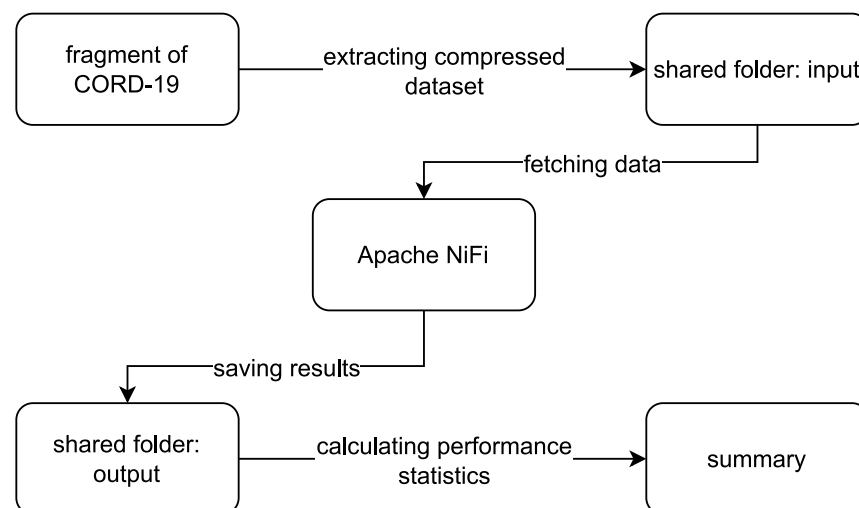 fragment of
CORD-19
extracting compressed
dataset
shared folder: input
fetching data
Apache NiFi
saving results
shared folder:
output
calculating performance
statistics
summary